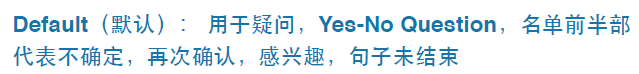 Default（默认）： 用于疑问，Yes-No Question，名单前半部
代表不确定，再次确认，感兴趣，句子未结束